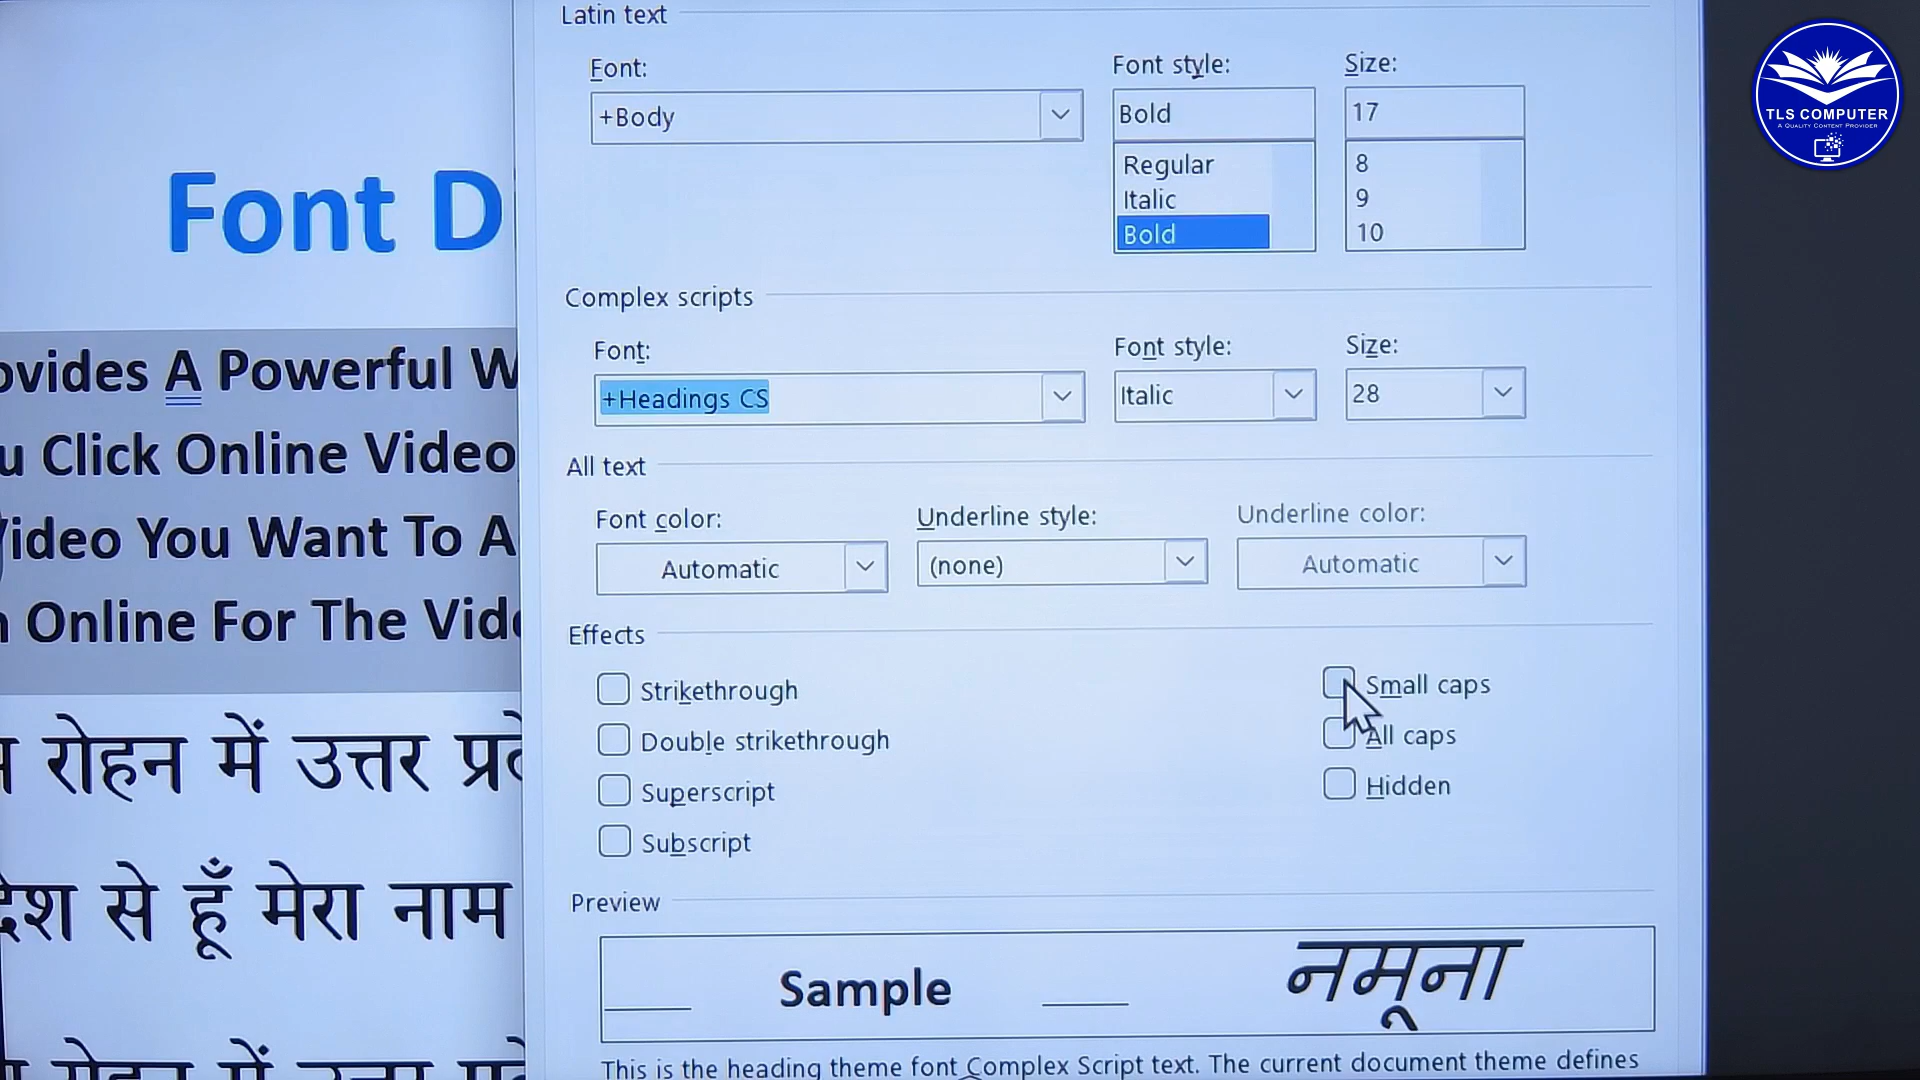 Latin text
Font:
Font style:
Size:
+Body
Bold
17
Regular
8
Italic
9
Bold
10
Complex scripts
Font:
Font style:
Size:
+Headings CS
Italic
28
All text
Font color:
Underline style:
Underline color:
Automatic
(none)
Automatic
Effects
Strikethrough
Small caps
Double strikethrough
All caps
Superscript
Hidden
Subscript
Preview
Sample
नमूना
This is the heading theme font Complex Script text. The current document theme defines
Font D
A Powerful
Click Online Video
You Want To
Online For The
रोहन में उत्तर
से हूँ मेरा नाम
TLS COMPUTER
A QUALITY CONTENT PROVIDER